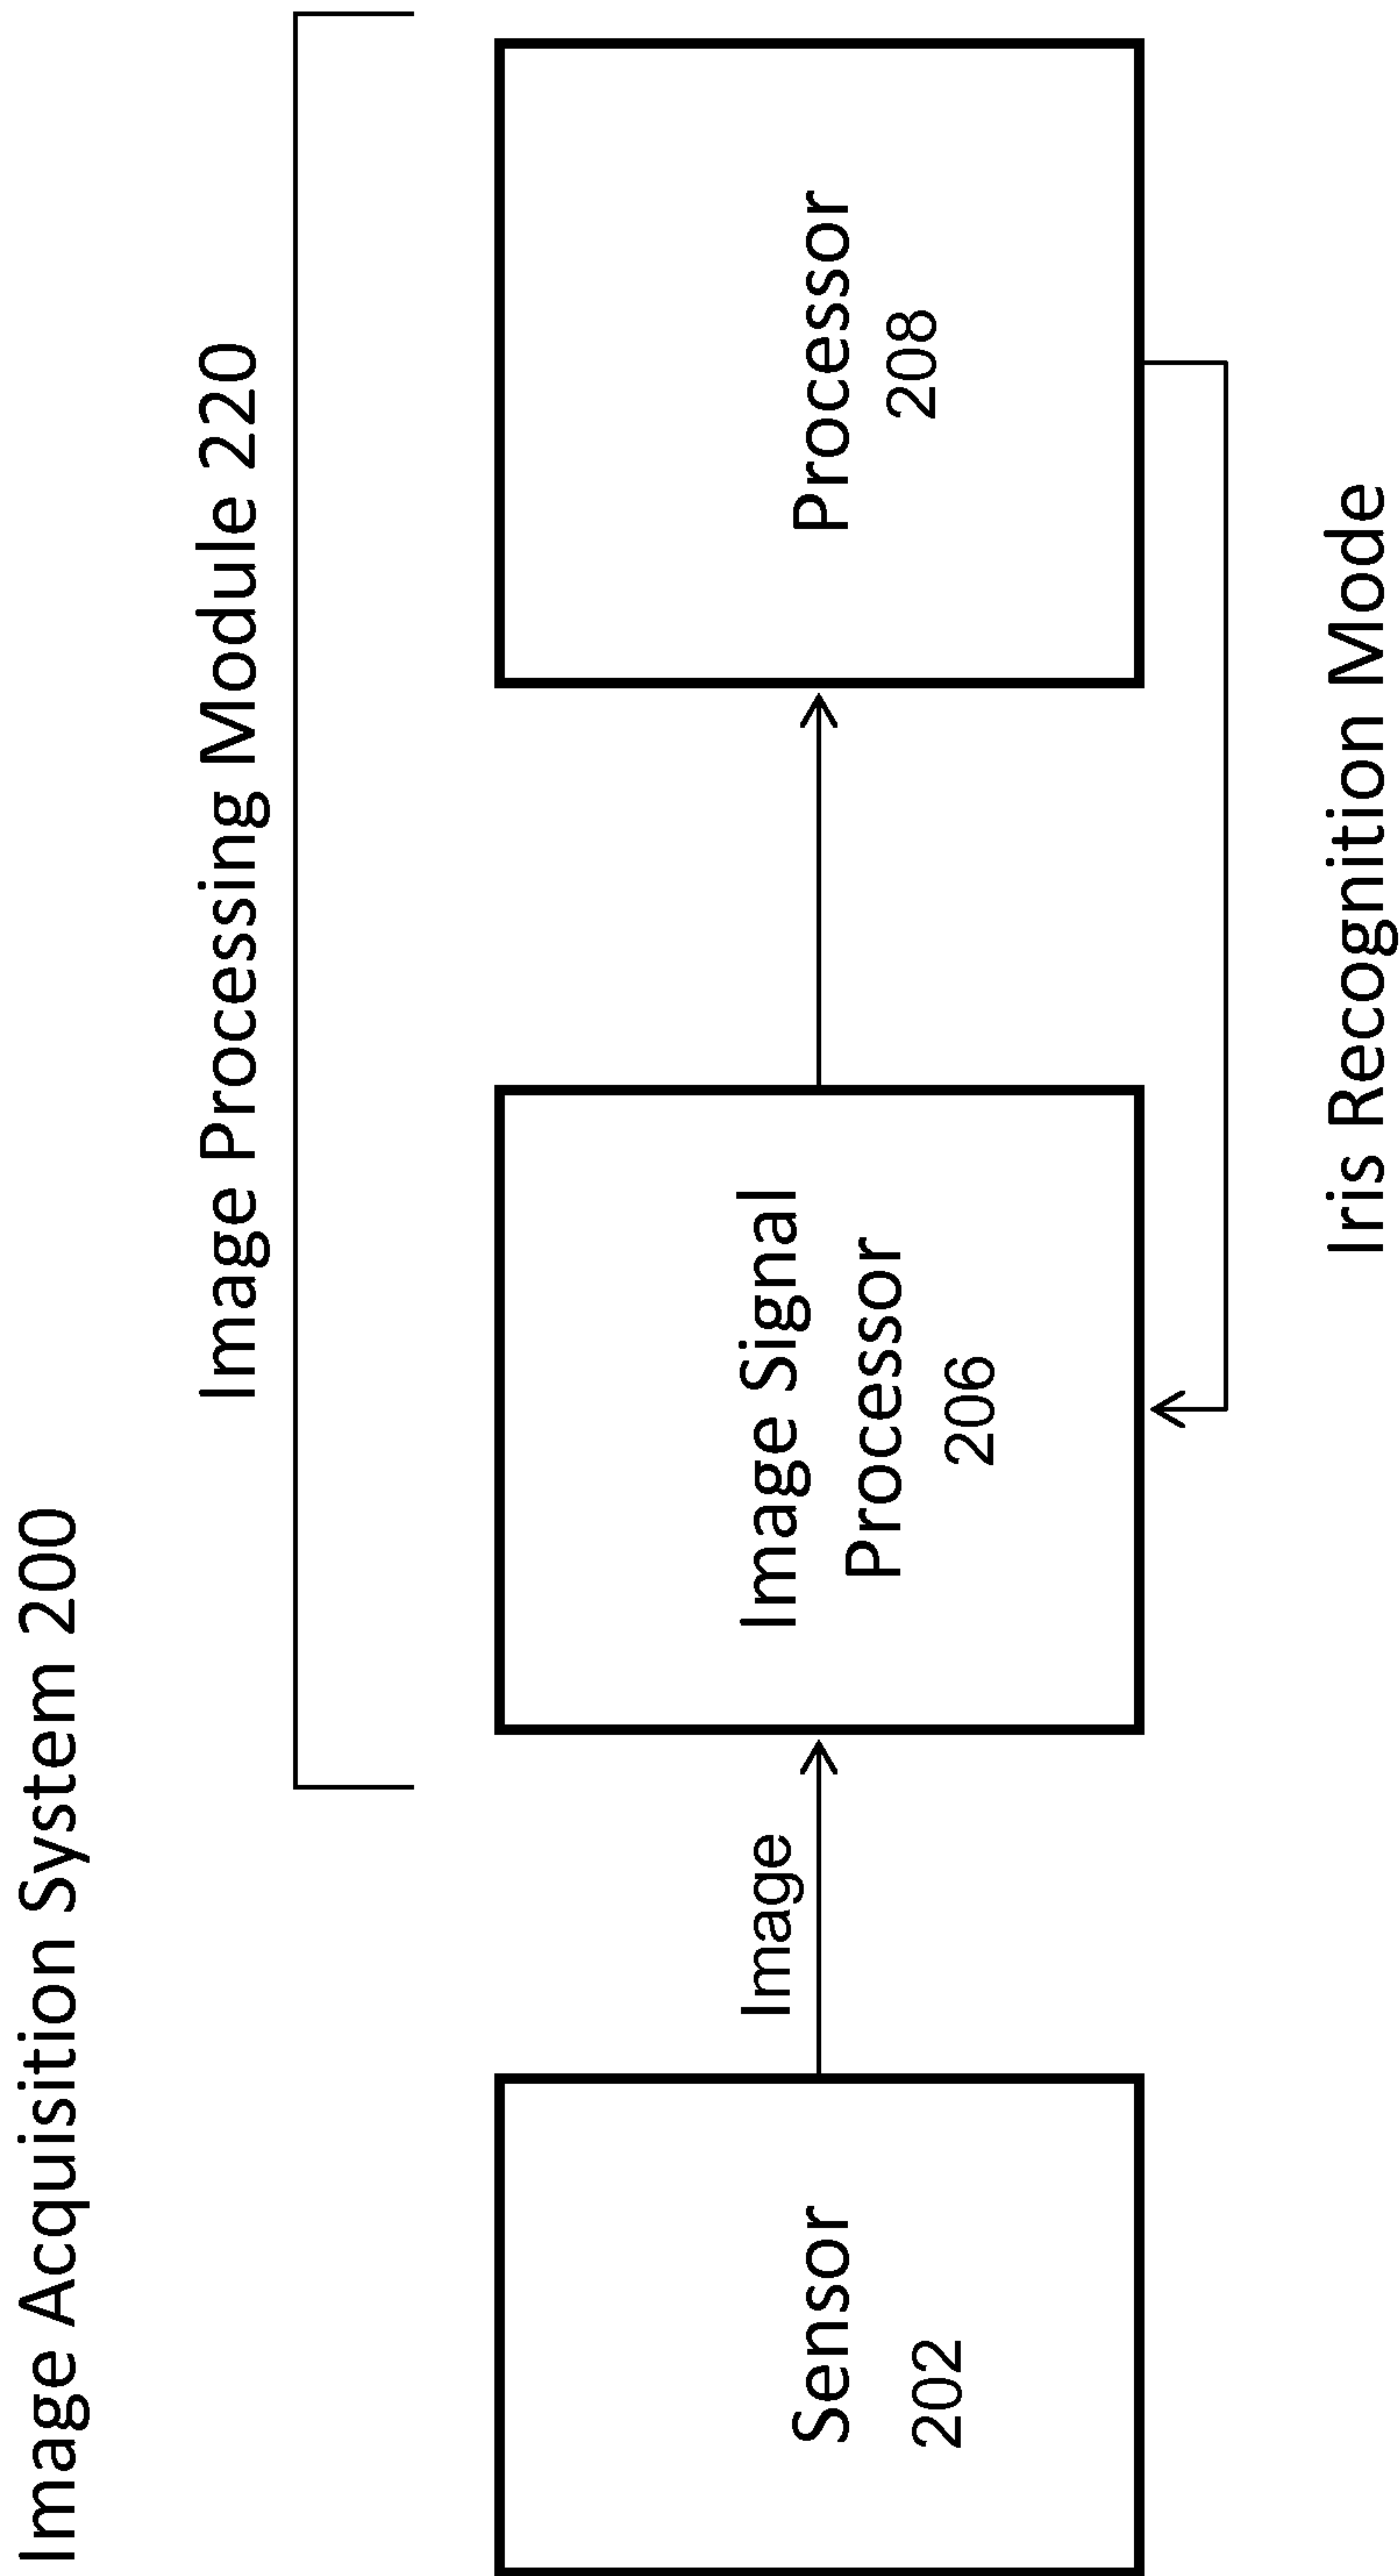 Image Acquisition System 200
Image Processing Module 220
Sensor
202
Image
Image Signal
Processor
206
Processor
208
Iris Recognition Mode